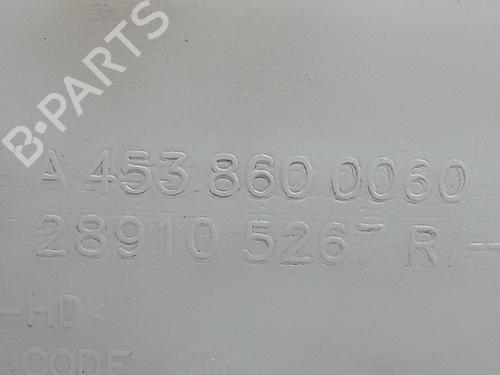 B-PARTS
A 453 860 0060
28910 5267 R/--
-HD<
CODE